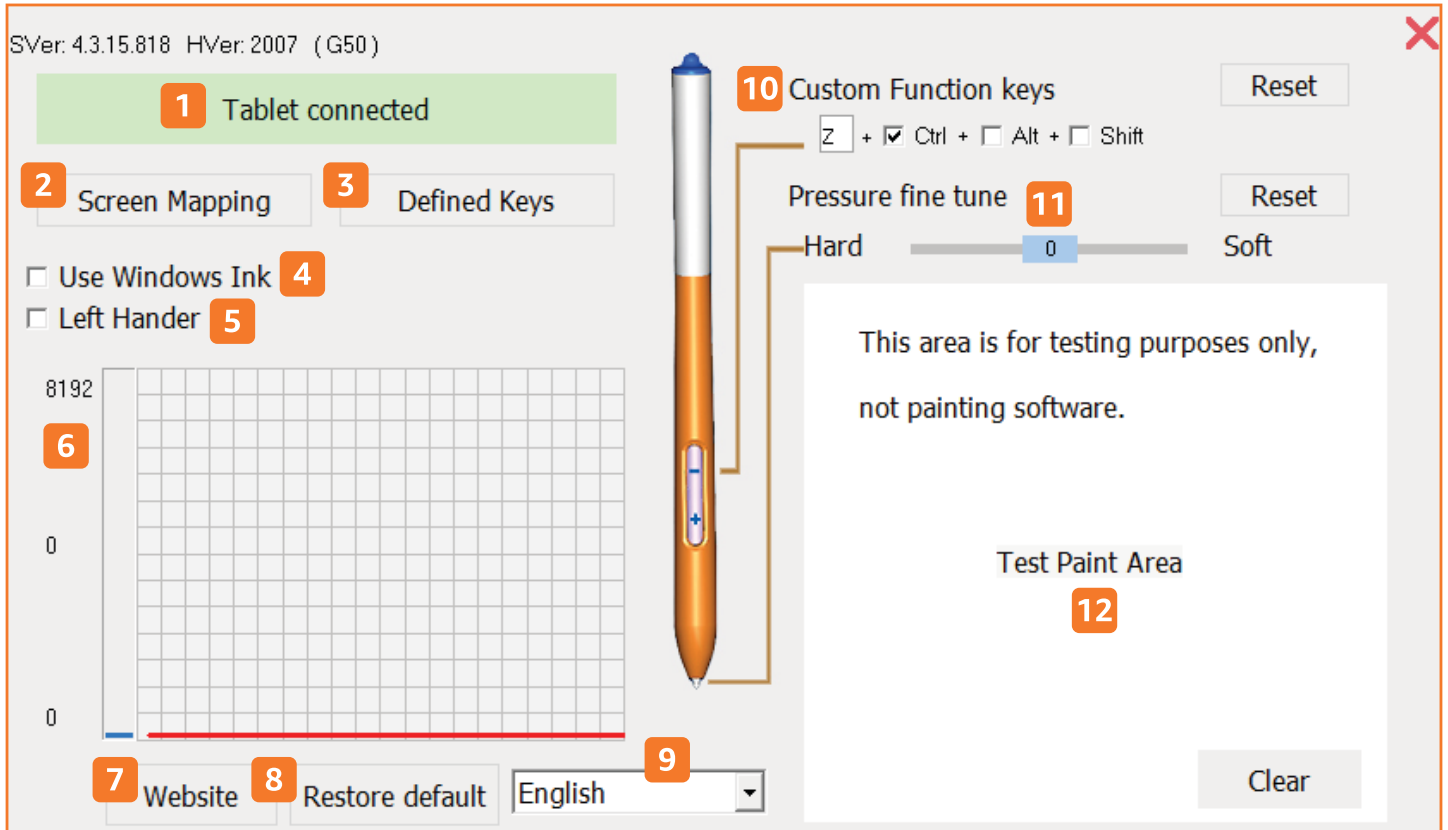 SVer: 4.3.15.818 HVer: 2007 ( G50 )
1 Tablet connected
2 Screen Mapping
3 Defined Keys
Use Windows Ink 4
Left Hander 5
8192
6
0
0
7 Website
8 Restore default
9
English
-
+
10 Custom Function keys
Reset
Z + Ctrl + Alt + Shift
Pressure fine tune 11
Reset
Hard 0 Soft
This area is for testing purposes only,
not painting software.
Test Paint Area
12
Clear